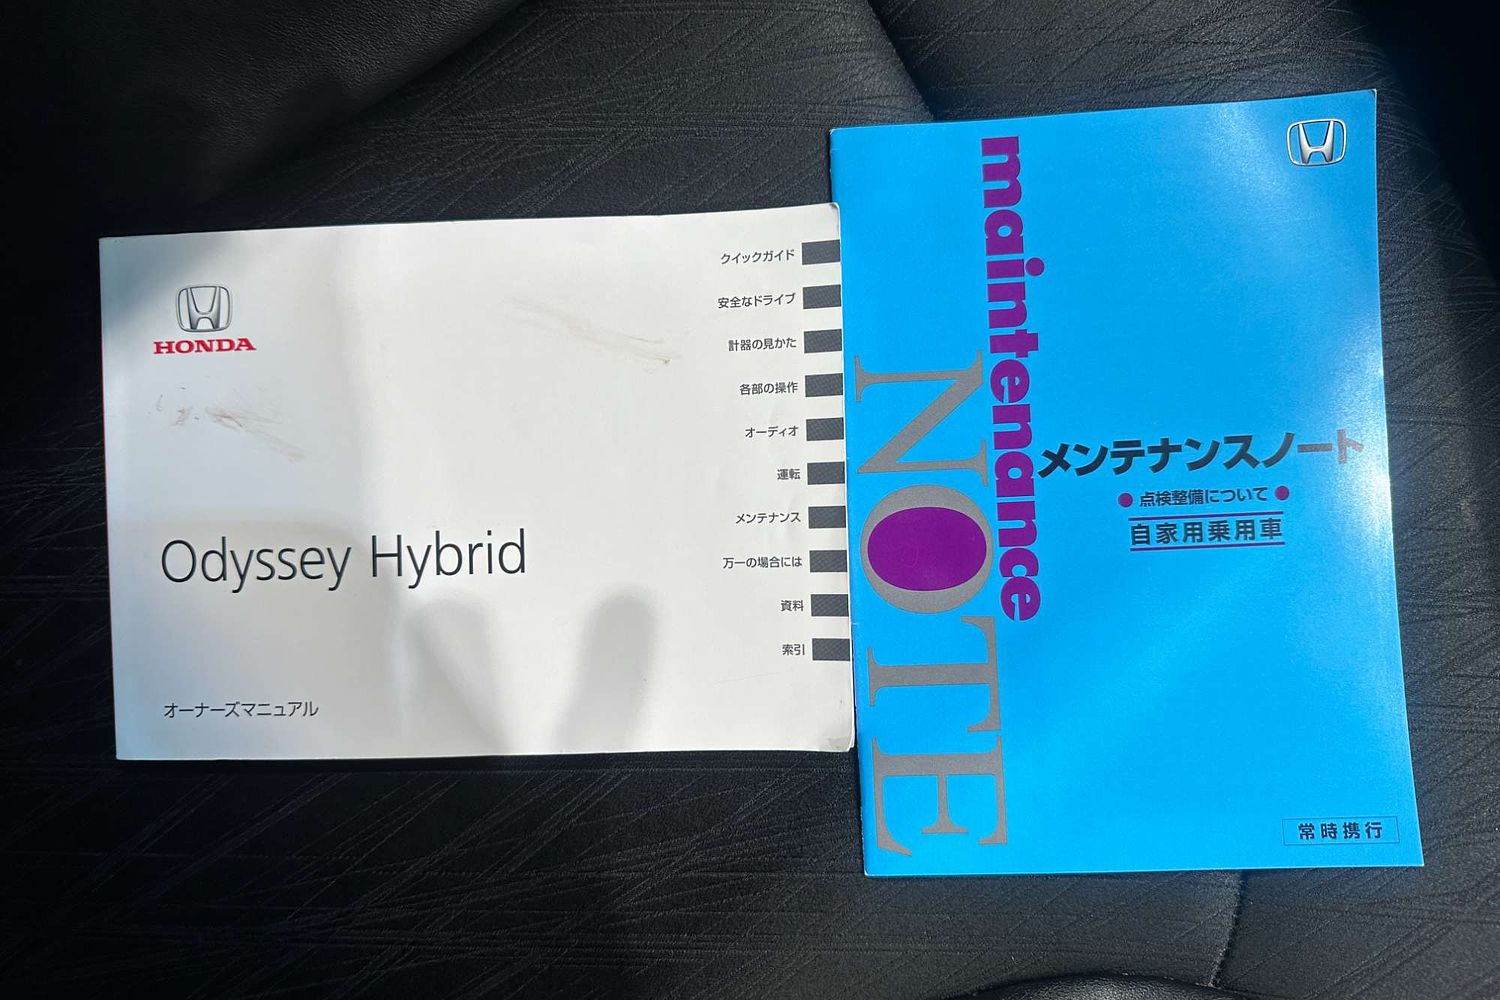 HONDA
Odyssey Hybrid
オーナーズマニュアル
クイックガイド
安全なドライブ
計器の見かた
各部の操作
オーディオ
運転
メンテナンス
万一の場合には
資料
索引
maintenance
NOTE
メンテナンスノート
●点検整備について●
自家用乗用車
常時携行